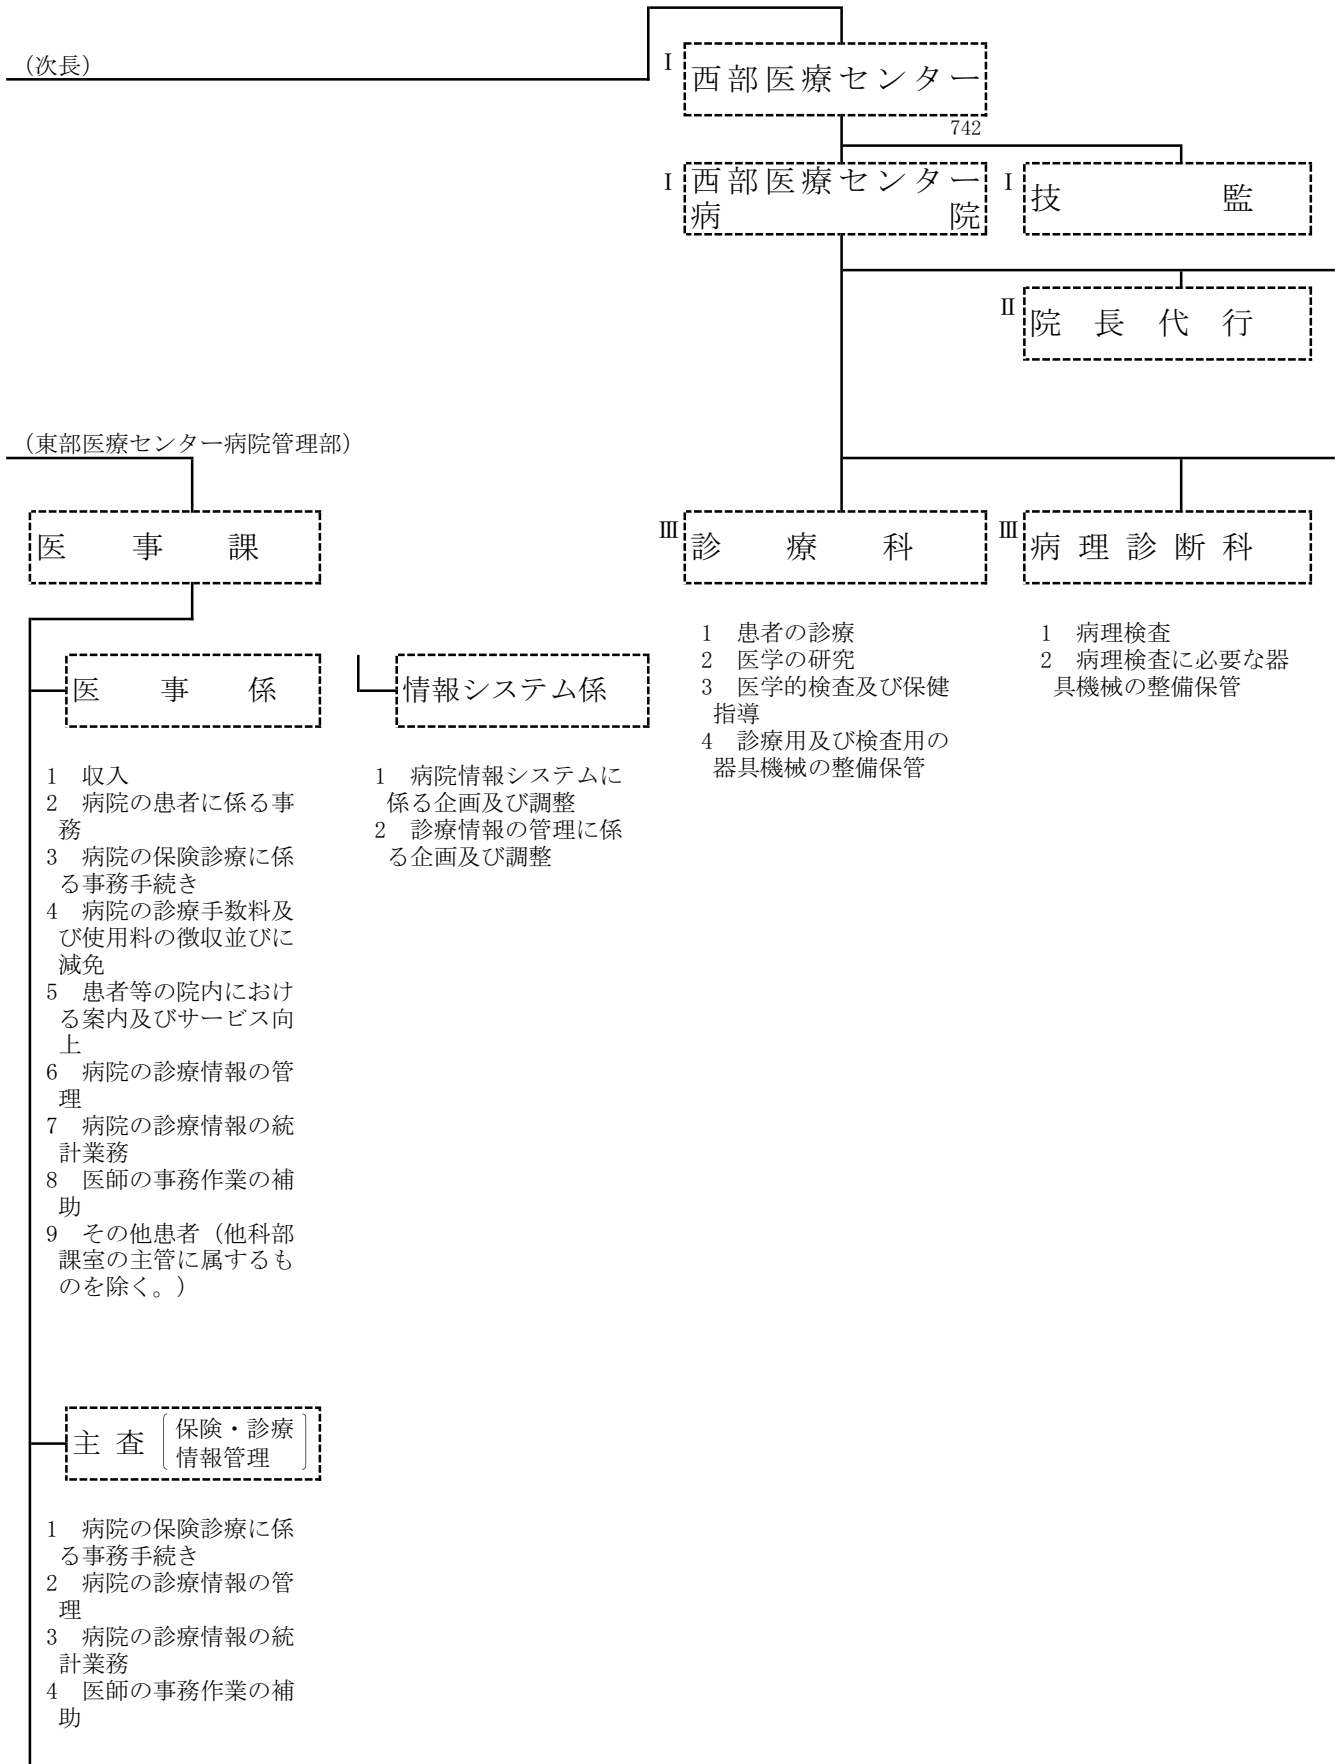 (次長)
Ⅰ
西部医療センター
742
Ⅰ
西部医療センター
病院
Ⅰ
技監
Ⅱ
院長代行
(東部医療センター病院管理部)
医事課
医事係
1 収入
2 病院の患者に係る事
務
3 病院の保険診療に係
る事務手続き
4 病院の診療手数料及
び使用料の徴収並びに
減免
5 患者等の院内におけ
る案内及びサービス向
上
6 病院の診療情報の管
理
7 病院の診療情報の統
計業務
8 医師の事務作業の補
助
9 その他患者(他科部
課室の主管に属するも
のを除く。)
主査
保険・診療
情報管理
1 病院の保険診療に係
る事務手続き
2 病院の診療情報の管
理
3 病院の診療情報の統
計業務
4 医師の事務作業の補
助
情報システム係
1 病院情報システムに
係る企画及び調整
2 診療情報の管理に係
る企画及び調整
Ⅲ
診療科
1 患者の診療
2 医学の研究
3 医学的検査及び保健
指導
4 診療用及び検査用の
器具機械の整備保管
Ⅲ
病理診断科
1 病理検査
2 病理検査に必要な器
具機械の整備保管